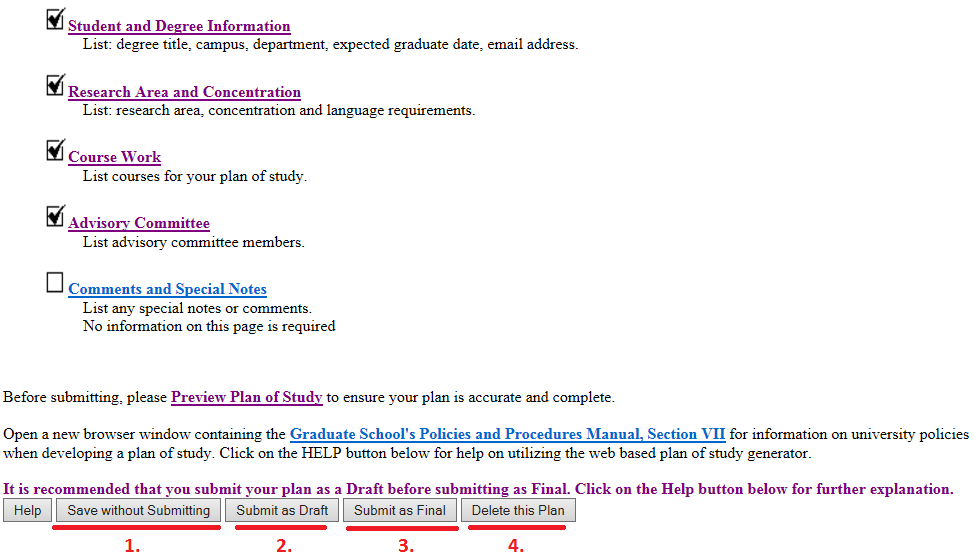 Student and Degree Information
List: degree title, campus, department, expected graduate date, email address.
Research Area and Concentration
List: research area, concentration and language requirements.
Course Work
List courses for your plan of study.
Advisory Committee
List advisory committee members.
Comments and Special Notes
List any special notes or comments.
No information on this page is required
Before submitting, please Preview Plan of Study to ensure your plan is accurate and complete.
Open a new browser window containing the Graduate School's Policies and Procedures Manual, Section VII for information on university policies
when developing a plan of study. Click on the HELP button below for help on utilizing the web based plan of study generator.
It is recommended that you submit your plan as a Draft before submitting as Final. Click on the Help button below for further explanation.
Help Save without Submitting Submit as Draft Submit as Final Delete this Plan
1. 2. 3. 4.